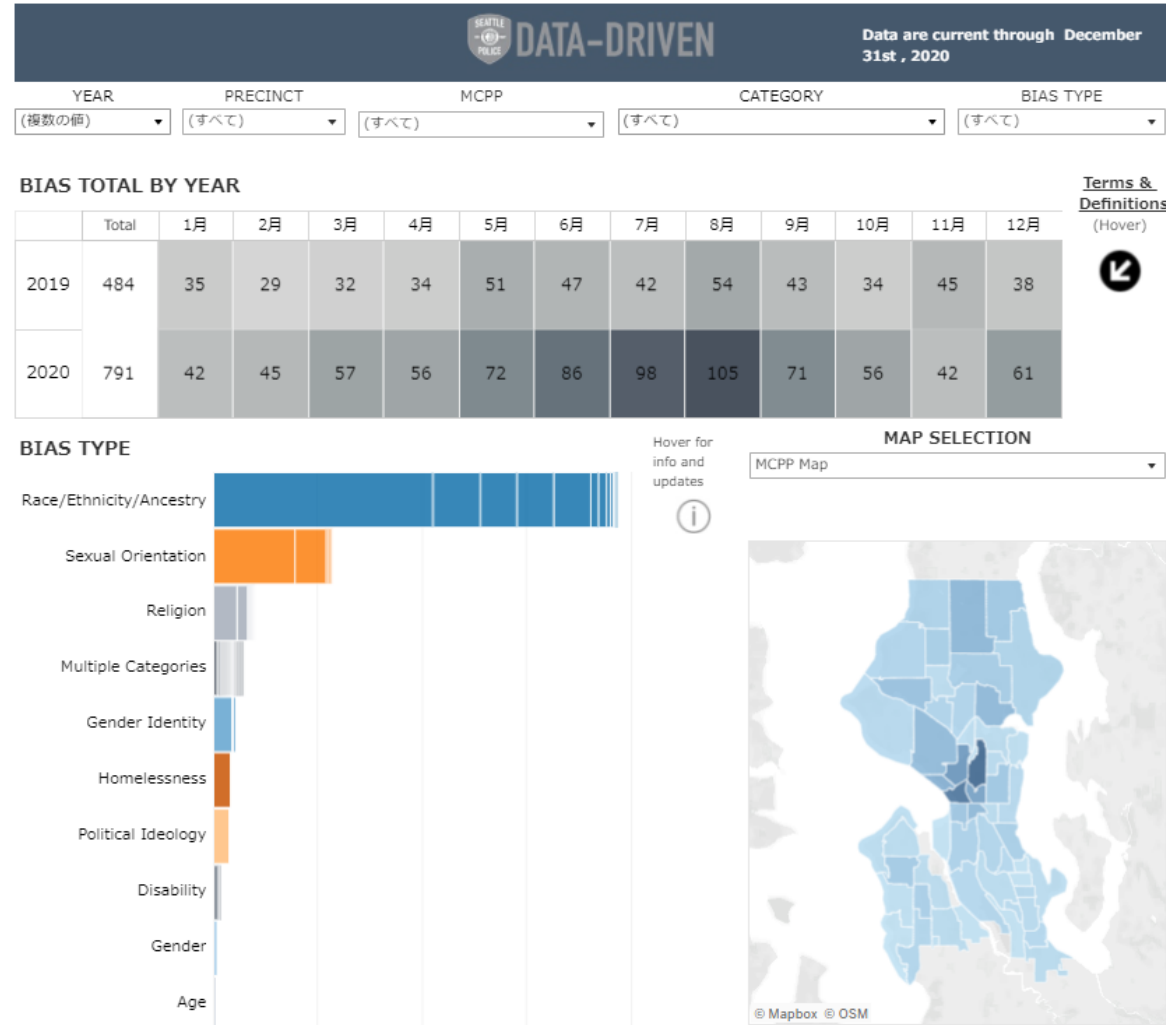 SEATTLE
POLICE
DATA-DRIVEN
Data are current through December
31st , 2020
YEAR PRECINCT MCPP CATEGORY BIAS TYPE
(複数の値) (すべて) (すべて) (すべて) (すべて)
BIAS TOTAL BY YEAR
Terms &
Definitions
(Hover)
Total 1月 2月 3月 4月 5月 6月 7月 8月 9月 10月 11月 12月
2019 484 35 29 32 34 51 47 42 54 43 34 45 38
2020 791 42 45 57 56 72 86 98 105 71 56 42 61
BIAS TYPE
Hover for
info and
updates
i
MAP SELECTION
MCPP Map
Race/Ethnicity/Ancestry
Sexual Orientation
Religion
Multiple Categories
Gender Identity
Homelessness
Political Ideology
Disability
Gender
Age
© Mapbox © OSM